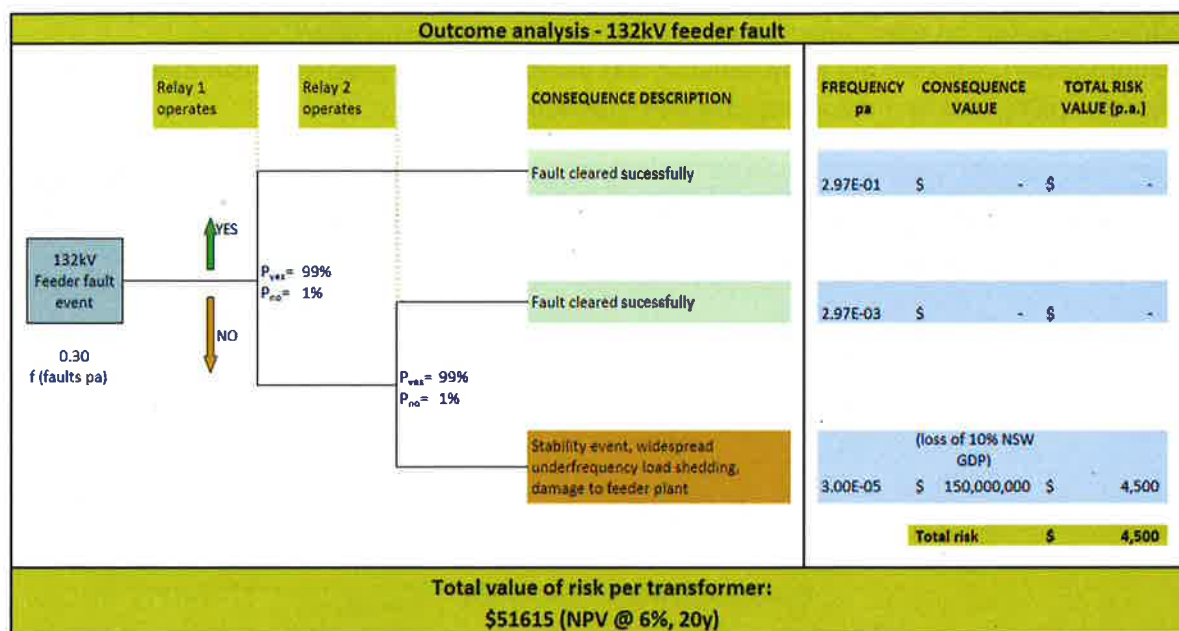 Outcome analysis - 132kV feeder fault
Relay 1
operates
Relay 2
operates
CONSEQUENCE DESCRIPTION
FREQUENCY
pa
CONSEQUENCE
VALUE
TOTAL RISK
VALUE (p.a.)
Fault cleared sucessfully
2.97E-01 $ - $ -
YES
132kV
Feeder fault
event
Pyes= 99%
Pno= 1%
Fault cleared sucessfully
2.97E-03 $ - $ -
NO
0.30
f (faults pa)
Pyes= 99%
Pno= 1%
Stability event, widespread
underfrequency load shedding,
damage to feeder plant
(loss of 10% NSW
GDP)
3.00E-05 $ 150,000,000 $ 4,500
Total risk $ 4,500
Total value of risk per transformer:
$51615 (NPV @ 6%, 20y)